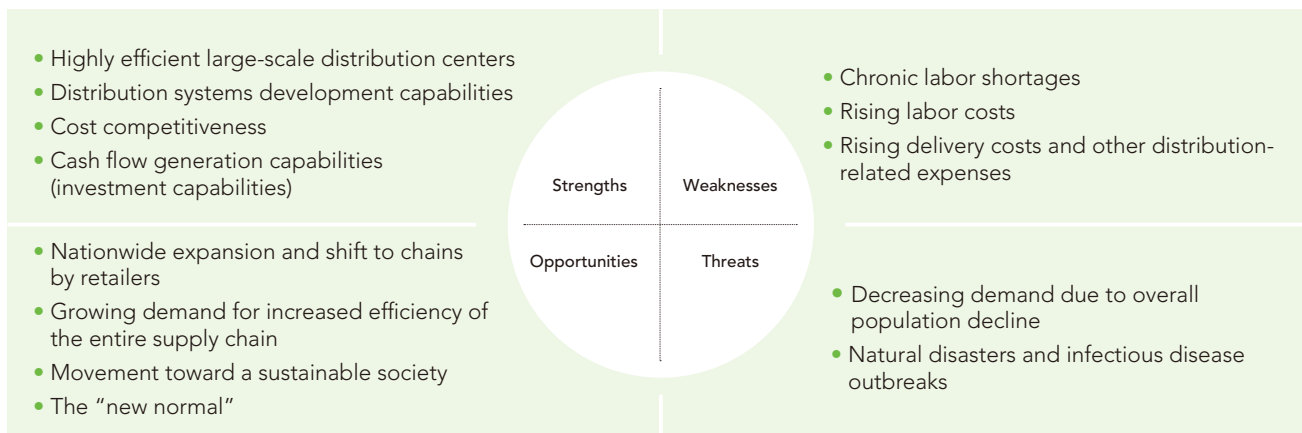 • Highly efficient large-scale distribution centers
• Distribution systems development capabilities
• Cost competitiveness
• Cash flow generation capabilities
(investment capabilities)
• Chronic labor shortages
• Rising labor costs
• Rising delivery costs and other distribution-
related expenses
Strengths
Weaknesses
Opportunities
Threats
• Nationwide expansion and shift to chains
by retailers
• Growing demand for increased efficiency of
the entire supply chain
• Movement toward a sustainable society
• The “new normal”
• Decreasing demand due to overall
population decline
• Natural disasters and infectious disease
outbreaks